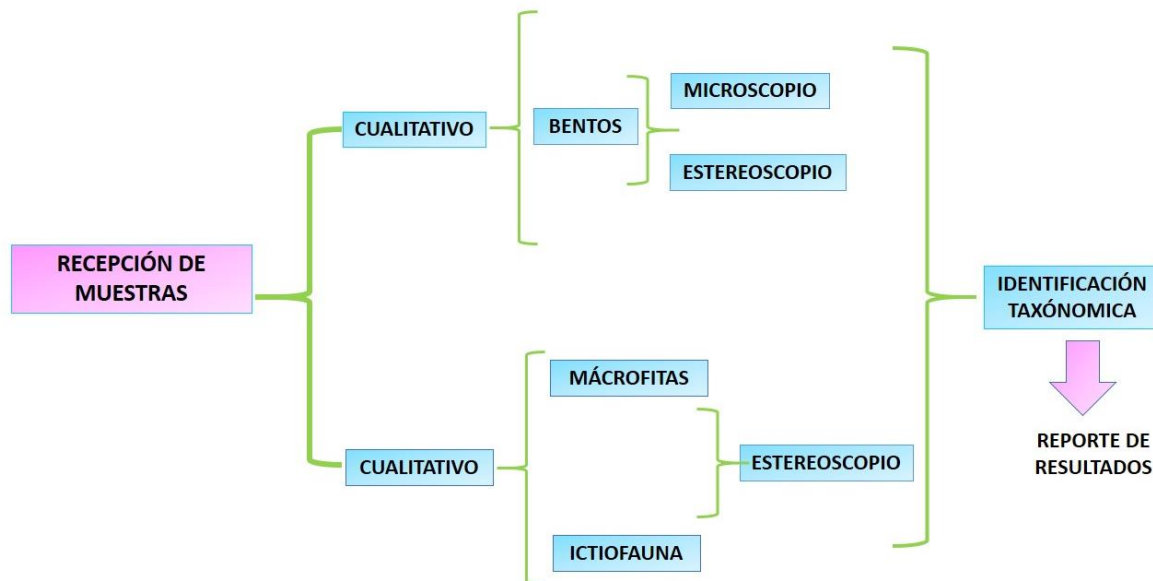 RECEPCIÓN DE
MUESTRAS
CUALITATIVO
BENTOS
MICROSCOPIO
ESTEREOSCOPIO
CUALITATIVO
MÁCROFITAS
ICTIOFAUNA
ESTEREOSCOPIO
IDENTIFICACIÓN
TAXÓNOMICA
REPORTE DE
RESULTADOS